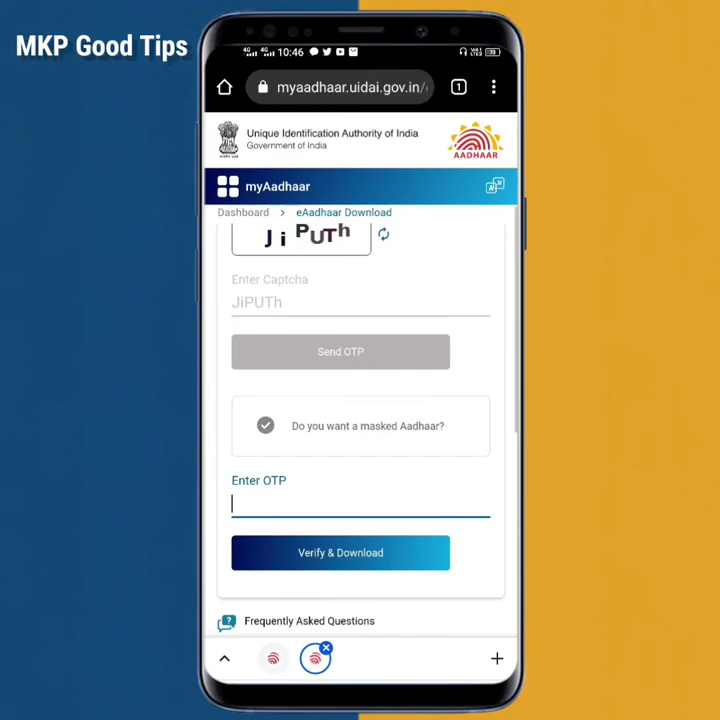 MKP Good Tips
4G 4G 10:46
myaadhaar.uidai.gov.in/
1
Unique Identification Authority of India
Government of India
AADHAAR
myAadhaar
Dashboard > eAadhaar Download
JiPUTh
Enter Captcha
JiPUTh
Send OTP
Do you want a masked Aadhaar?
Enter OTP
Verify & Download
Frequently Asked Questions